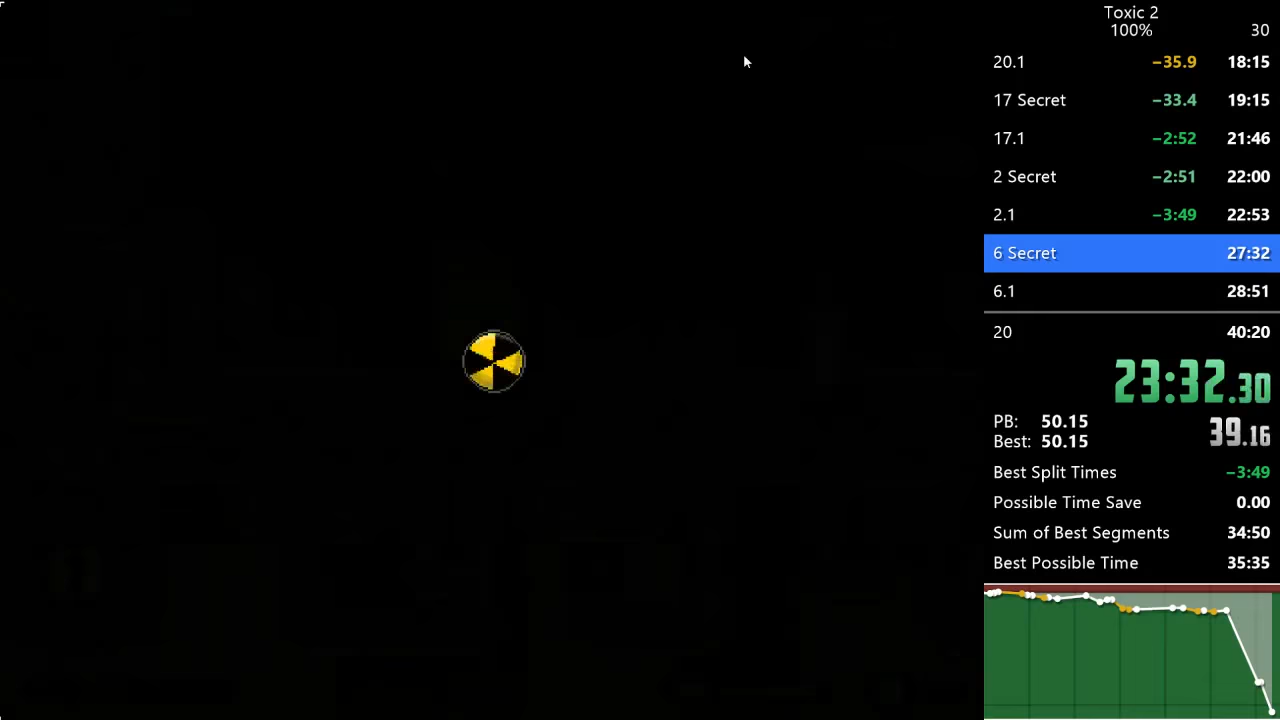 Toxic 2
100% 30
20.1 −35.9 18:15
17 Secret −33.4 19:15
17.1 −2:52 21:46
2 Secret −2:51 22:00
2.1 −3:49 22:53
6 Secret 27:32
6.1 28:51
20 40:20
23:32.30
PB: 50.15
Best: 50.15
39.16
Best Split Times −3:49
Possible Time Save 0.00
Sum of Best Segments 34:50
Best Possible Time 35:35